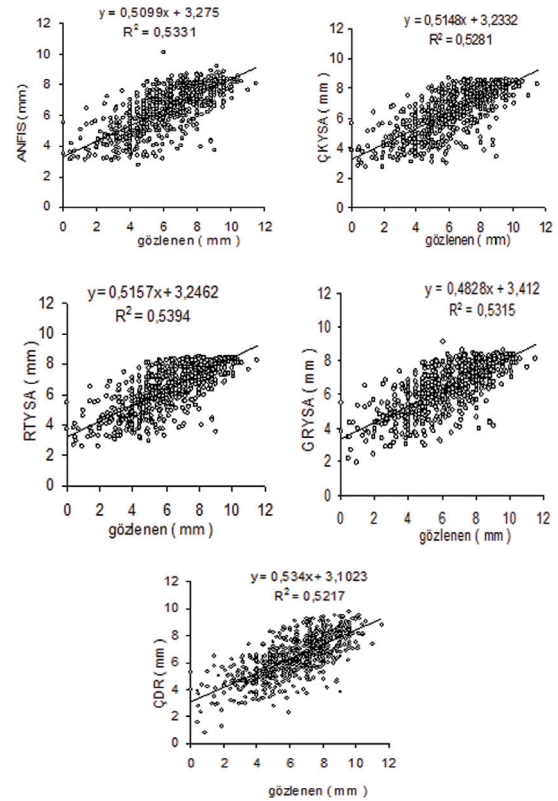 y = 0,5099x + 3,275
R² = 0,5331
12
10
8
6
4
2
0
ANFIS (mm)
0 2 4 6 8 10 12
gözlenen ( mm )
y = 0,5148x + 3,2332
R² = 0,5281
12
10
8
6
4
2
0
ÇKYSA ( mm )
0 2 4 6 8 10 12
gözlenen ( mm)
y = 0,5157x + 3,2462
R² = 0,5394
12
10
8
6
4
2
0
RTYSA ( mm )
0 2 4 6 8 10 12
gözlenen ( mm )
y = 0,4828x + 3,412
R² = 0,5315
12
10
8
6
4
2
0
GRYSA ( mm )
0 2 4 6 8 10 12
gözlenen ( mm )
y = 0,534x + 3,1023
R² = 0,5217
12
10
8
6
4
2
0
ÇDR ( mm )
0 2 4 6 8 10 12
gözlenen ( mm )